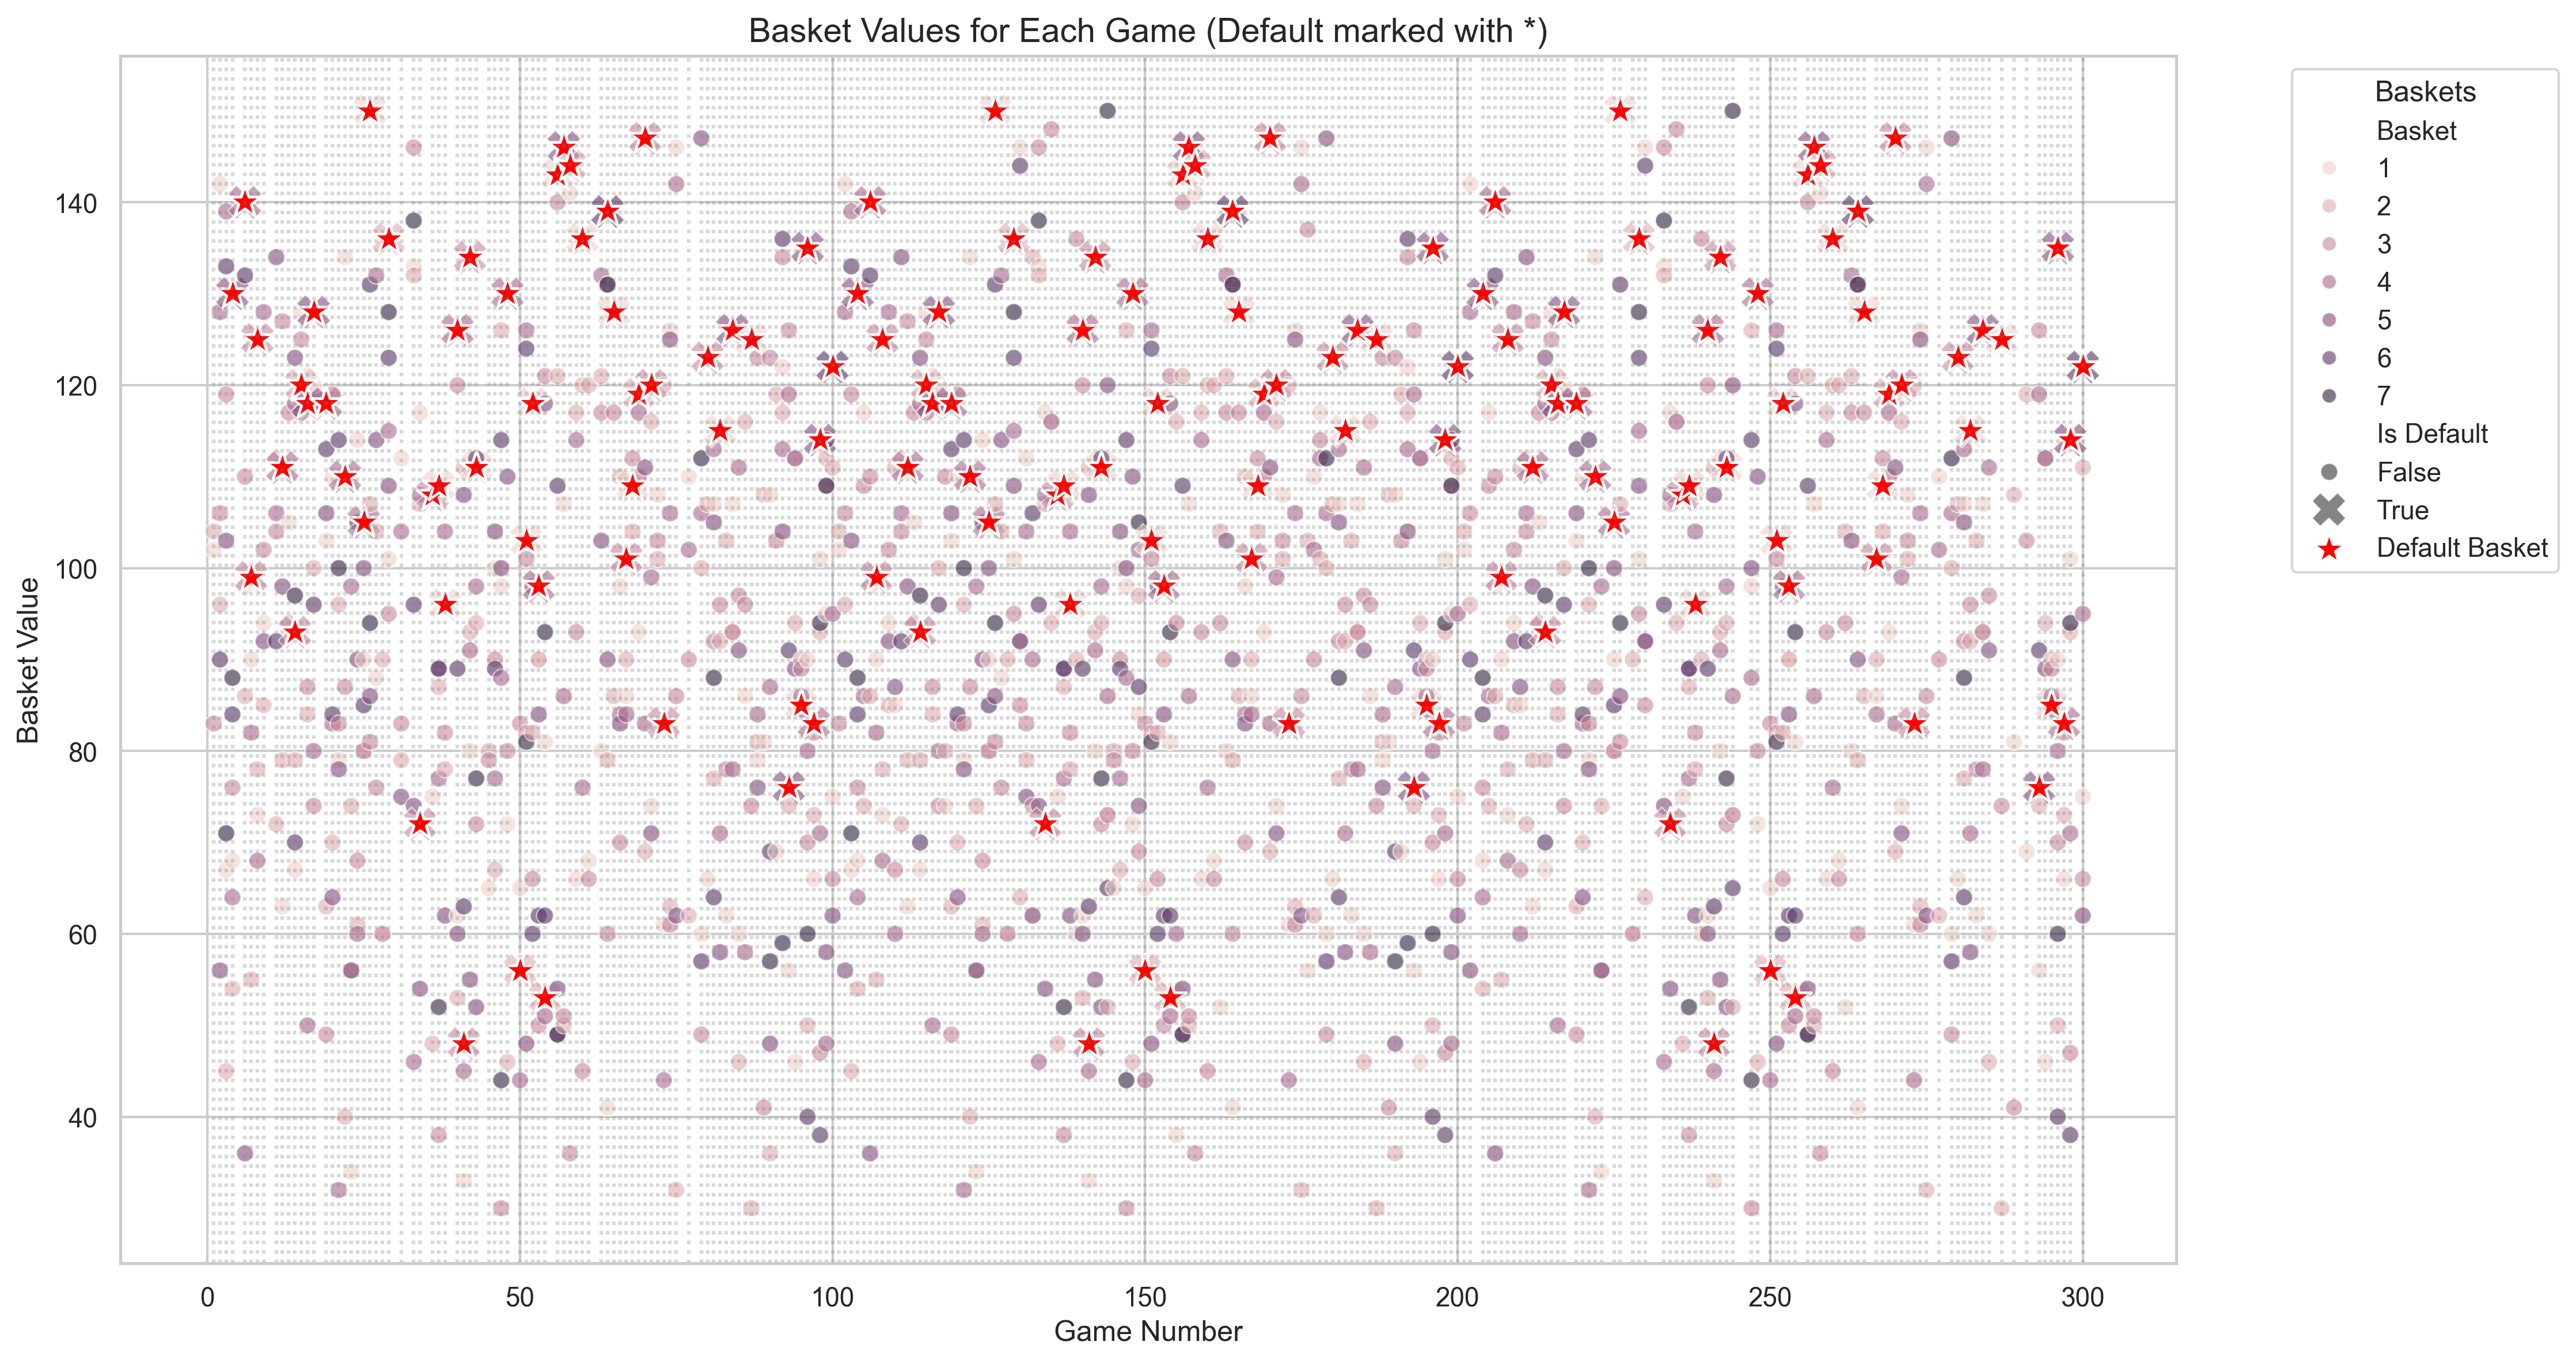 Basket Values for Each Game (Default marked with *)
Basket Value
140
120
100
80
60
40
0
50
100
150
200
250
300
Game Number
Baskets
Basket
1
2
3
4
5
6
7
Is Default
False
True
Default Basket